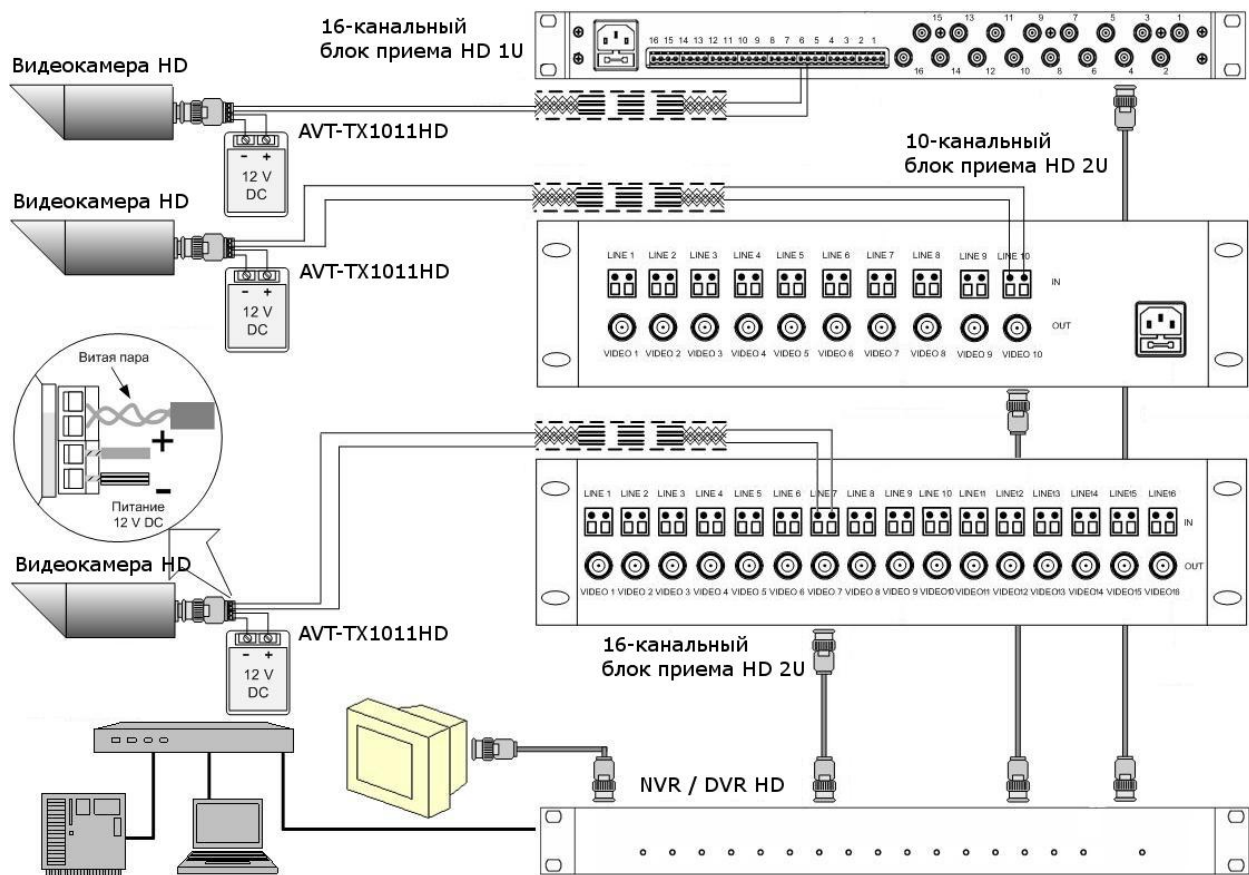 16-канальный
блок приема HD 1U
16 15 14 13 12 11 10 9 8 7 6 5 4 3 2 1
15 13 11 9 7 5 3 1
16 14 12 10 8 6 4 2
Видеокамера HD
AVT-TX1011HD
- +
12 V
DC
10-канальный
блок приема HD 2U
Видеокамера HD
AVT-TX1011HD
- +
12 V
DC
LINE 1 LINE 2 LINE 3 LINE 4 LINE 5 LINE 6 LINE 7 LINE 8 LINE 9 LINE 10
IN
OUT
VIDEO 1 VIDEO 2 VIDEO 3 VIDEO 4 VIDEO 5 VIDEO 6 VIDEO 7 VIDEO 8 VIDEO 9 VIDEO 10
Витая пара
+
-
Питание
12 V DC
LINE 1 LINE 2 LINE 3 LINE 4 LINE 5 LINE 6 LINE 7 LINE 8 LINE 9 LINE 10 LINE11 LINE12 LINE13 LINE14 LINE15 LINE16
IN
OUT
VIDEO 1 VIDEO 2 VIDEO 3 VIDEO 4 VIDEO 5 VIDEO 6 VIDEO 7 VIDEO 8 VIDEO 9 VIDEO10 VIDEO11 VIDEO12 VIDEO13 VIDEO14 VIDEO15 VIDEO16
Видеокамера HD
AVT-TX1011HD
- +
12 V
DC
16-канальный
блок приема HD 2U
NVR / DVR HD